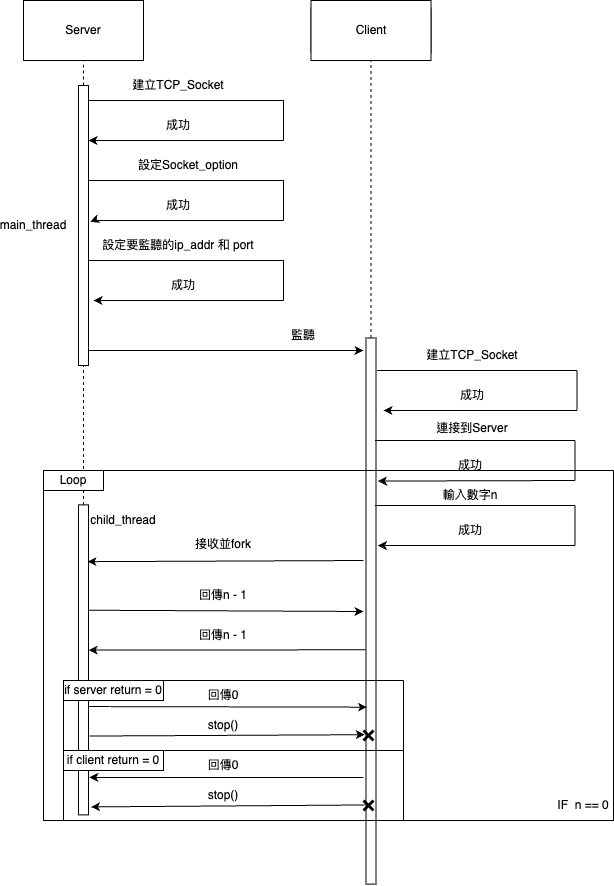 Server
Client
建立TCP_Socket
成功
設定Socket_option
成功
main_thread
設定要監聽的ip_addr 和 port
成功
監聽
建立TCP_Socket
成功
連接到Server
成功
Loop
輸入數字n
child_thread
成功
接收並fork
回傳n - 1
回傳n - 1
if server return = 0
回傳0
stop()
if client return = 0
回傳0
stop()
IF n == 0